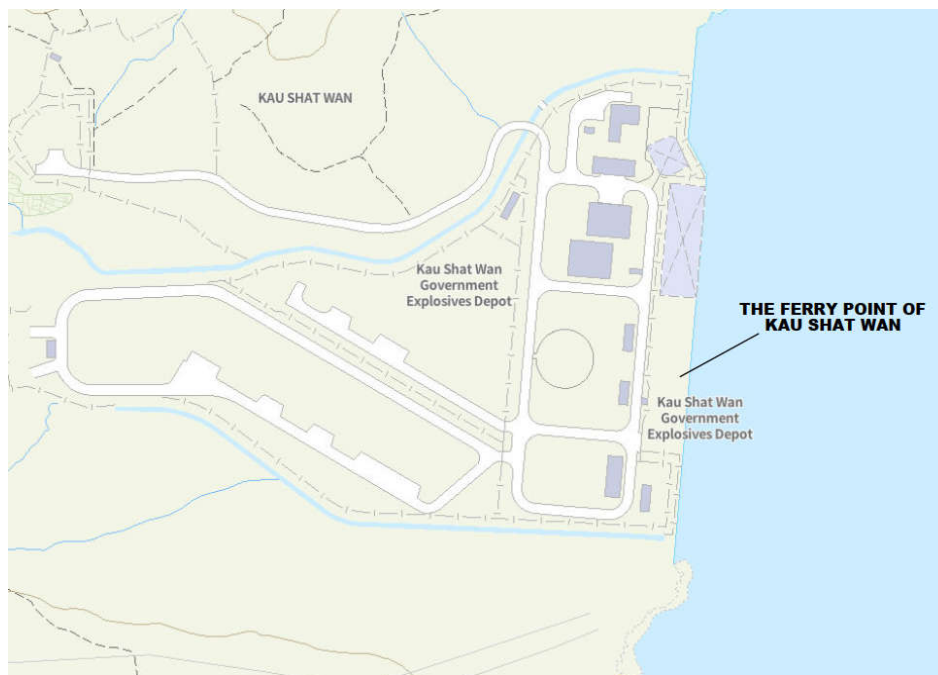 KAU SHAT WAN
Kau Shat Wan
Government
Explosives Depot
THE FERRY POINT OF
KAU SHAT WAN
Kau Shat Wan
Government
Explosives Depot